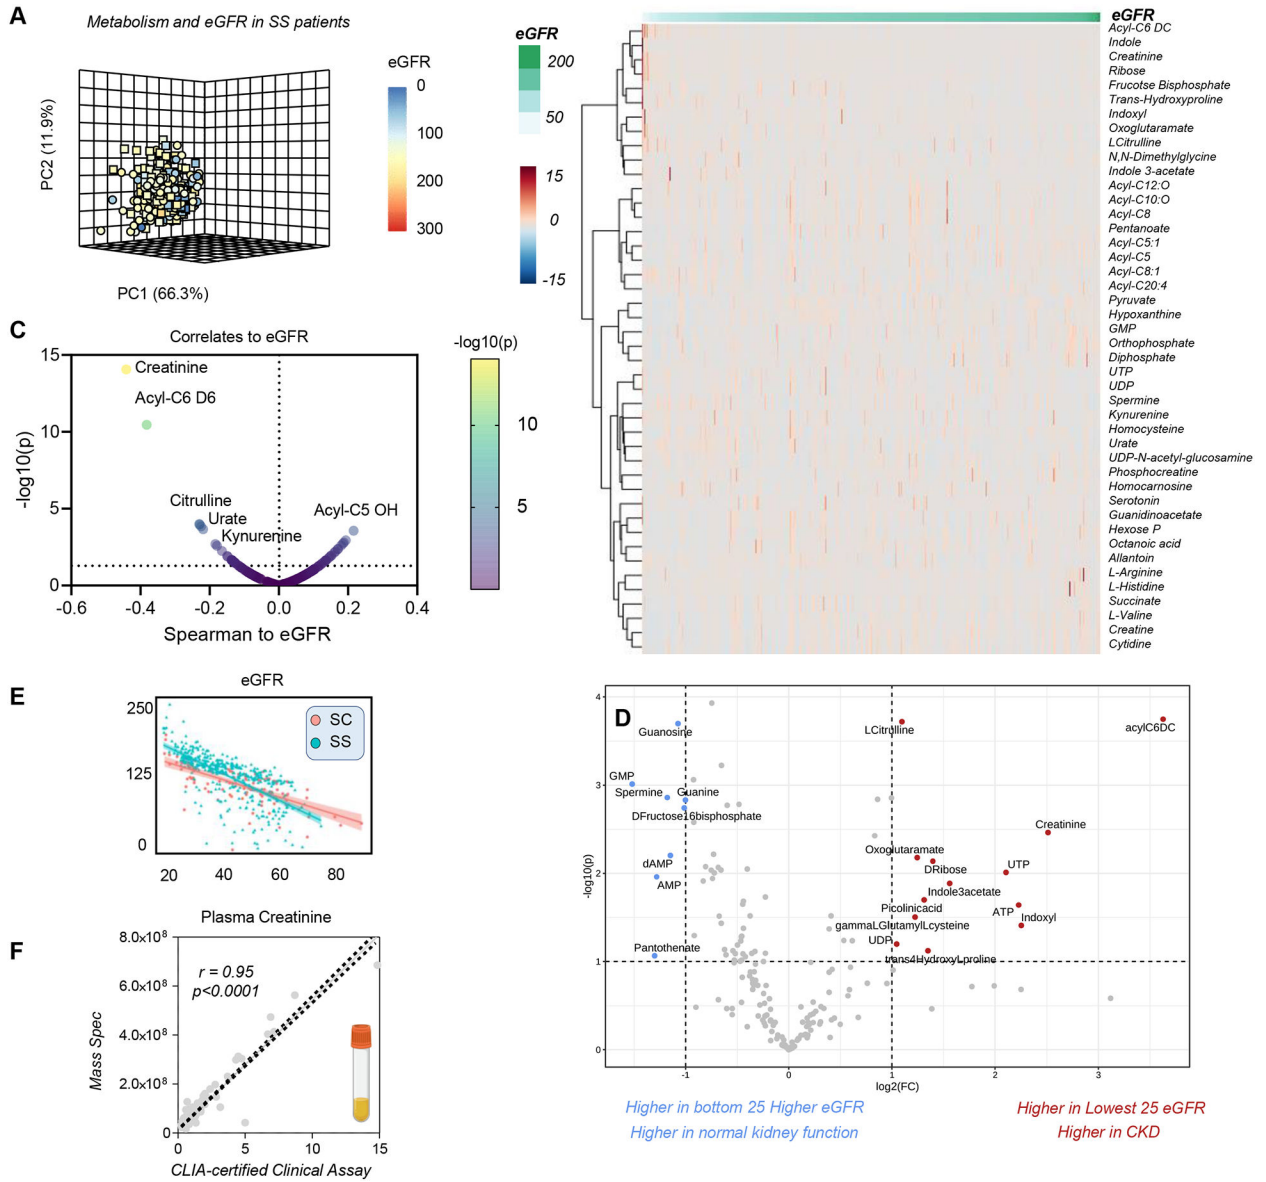 A
Metabolism and eGFR in SS patients
PC2 (11.9%)
PC1 (66.3%)
eGFR
0
100
200
300
eGFR
200
50
15
0
-15
eGFR
Acyl-C6 DC
Indole
Creatinine
Ribose
Frucotse Bisphosphate
Trans-Hydroxyproline
Indoxyl
Oxoglutaramate
LCitrulline
N,N-Dimethylglycine
Indole 3-acetate
Acyl-C12:O
Acyl-C10:O
Acyl-C8
Pentanoate
Acyl-C5:1
Acyl-C5
Acyl-C8:1
Acyl-C20:4
Pyruvate
Hypoxanthine
GMP
Orthophosphate
Diphosphate
UTP
UDP
Spermine
Kynurenine
Homocysteine
Urate
UDP-N-acetyl-glucosamine
Phosphocreatine
Homocarnosine
Serotonin
Guanidinoacetate
Hexose P
Octanoic acid
Allantoin
L-Arginine
L-Histidine
Succinate
L-Valine
Creatine
Cytidine
C
Correlates to eGFR
-log10(p)
15
10
5
0
-0.6
-0.4
-0.2
0.0
0.2
0.4
Spearman to eGFR
Creatinine
Acyl-C6 D6
Citrulline
Urate
Kynurenine
Acyl-C5 OH
-log10(p)
10
5
E
eGFR
250
125
0
20
40
60
80
SC
SS
F
Plasma Creatinine
Mass Spec
8.0x10⁸
6.0x10⁸
4.0x10⁸
2.0x10⁸
0
0
5
10
15
r = 0.95
p<0.0001
CLIA-certified Clinical Assay
D
-log10(p)
4
3
2
1
0
-1
0
1
2
3
log2(FC)
Guanosine
GMP
Spermine
Guanine
DFructose16bisphosphate
dAMP
AMP
Pantothenate
LCitrulline
acylC6DC
Creatinine
Oxoglutaramate
DRibose
UTP
Indole3acetate
Picolinicacid
ATP
Indoxyl
gammaLGlutamylLcysteine
UDP
trans4HydroxyLproline
Higher in bottom 25 Higher eGFR
Higher in normal kidney function
Higher in Lowest 25 eGFR
Higher in CKD